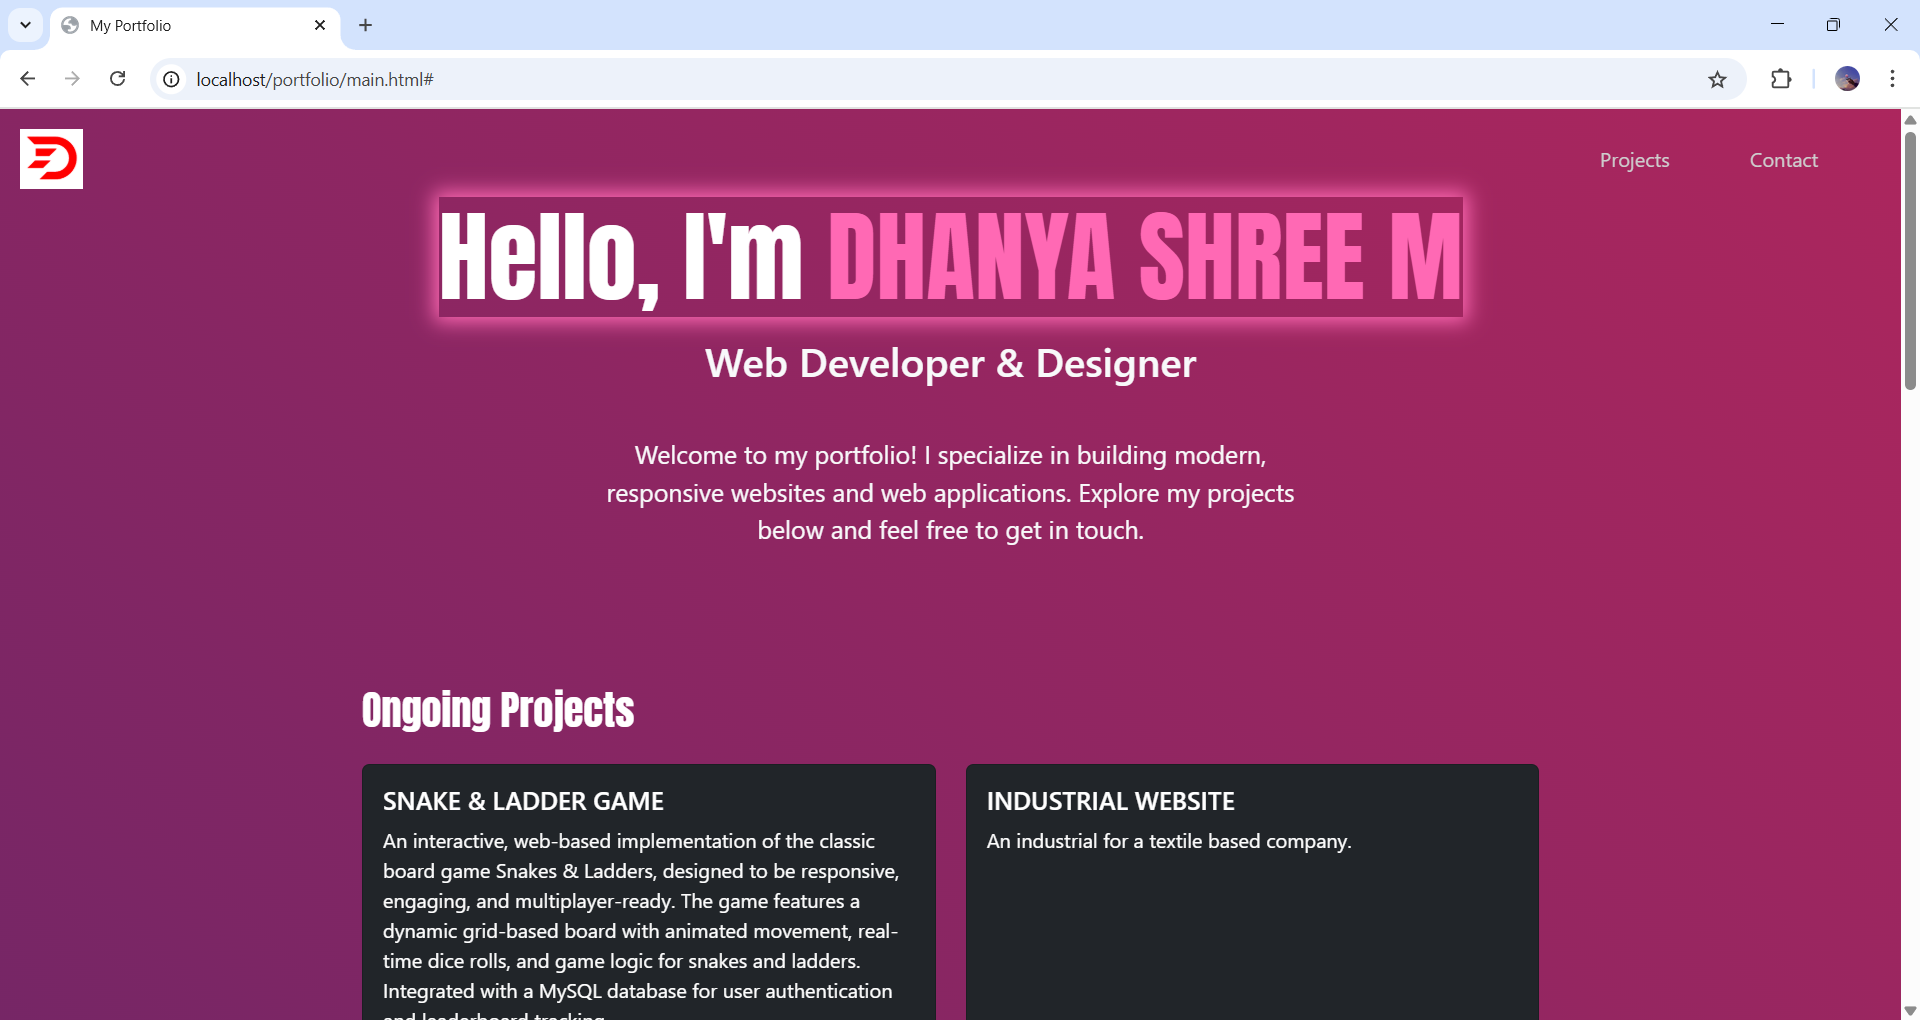 My Portfolio
localhost/portfolio/main.html#
Projects
Contact
Hello, I'm DHANYA SHREE M
Web Developer & Designer
Welcome to my portfolio! I specialize in building modern,
responsive websites and web applications. Explore my projects
below and feel free to get in touch.
Ongoing Projects
SNAKE & LADDER GAME
An interactive, web-based implementation of the classic
board game Snakes & Ladders, designed to be responsive,
engaging, and multiplayer-ready. The game features a
dynamic grid-based board with animated movement, real-
time dice rolls, and game logic for snakes and ladders.
Integrated with a MySQL database for user authentication
and leaderboard tracking.
INDUSTRIAL WEBSITE
An industrial for a textile based company.